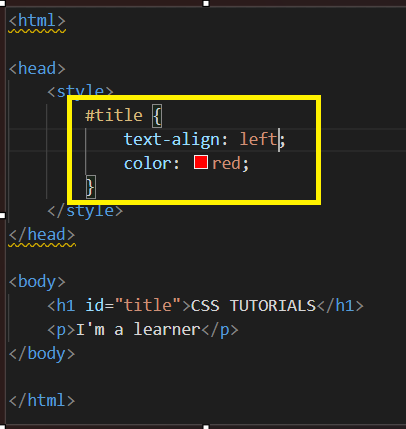 <html>
<head>
<style>
#title {
text-align: left;
color: red;
}
</style>
</head>
<body>
<h1 id="title">CSS TUTORIALS</h1>
<p>I'm a learner</p>
</body>
</html>